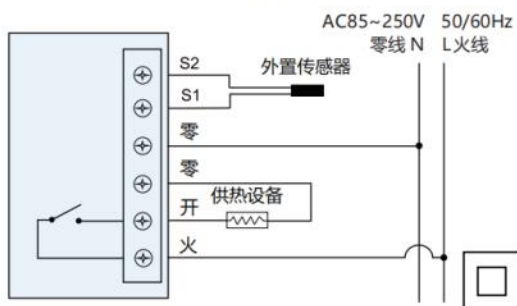 AC85~250V 50/60Hz
零线 N L火线
S2
外置传感器
S1
零
零
供热设备
开
火